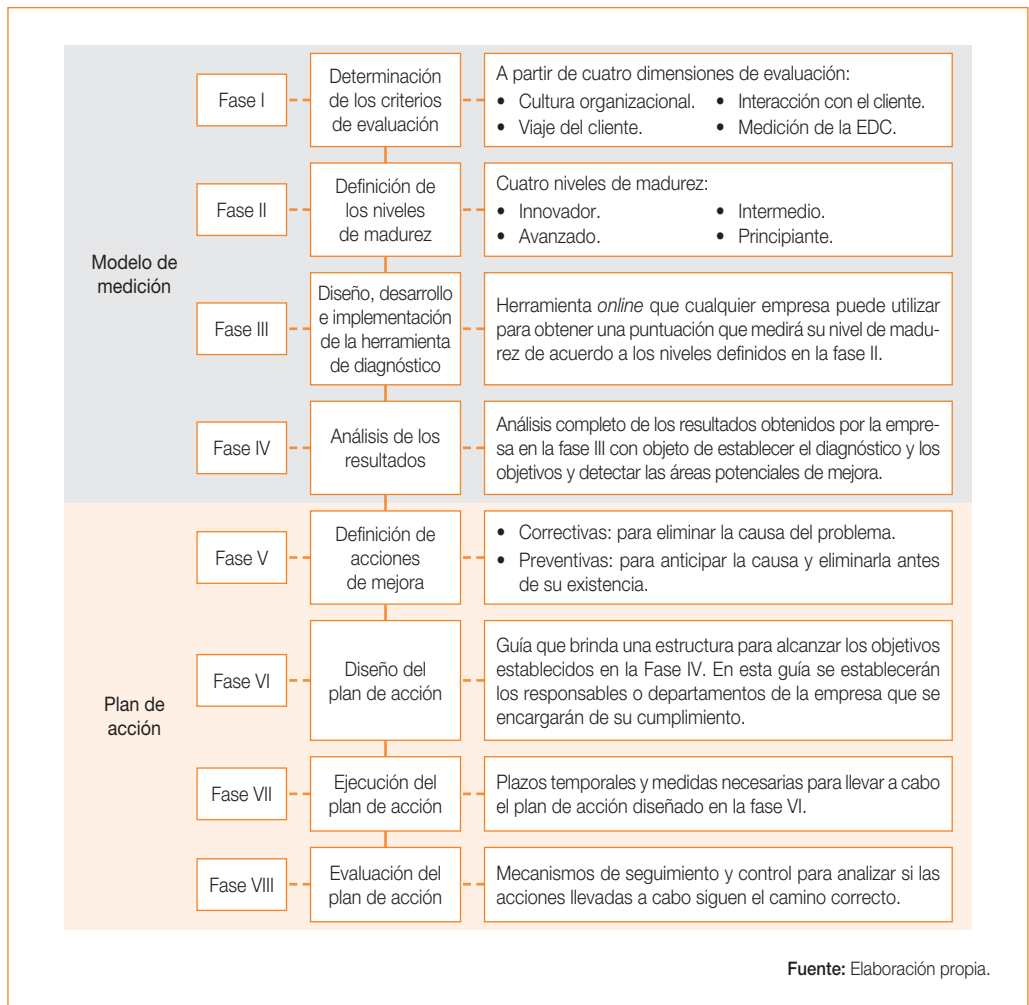 Modelo de
medición
Fase I
Determinación
de los criterios
de evaluación
A partir de cuatro dimensiones de evaluación:
• Cultura organizacional. • Interacción con el cliente.
• Viaje del cliente. • Medición de la EDC.
Fase II
Definición de
los niveles
de madurez
Cuatro niveles de madurez:
• Innovador. • Intermedio.
• Avanzado. • Principiante.
Fase III
Diseño, desarrollo
e implementación
de la herramienta
de diagnóstico
Herramienta online que cualquier empresa puede utilizar
para obtener una puntuación que medirá su nivel de madu-
rez de acuerdo a los niveles definidos en la fase II.
Fase IV
Análisis de los
resultados
Análisis completo de los resultados obtenidos por la empre-
sa en la fase III con objeto de establecer el diagnóstico y los
objetivos y detectar las áreas potenciales de mejora.
Plan de
acción
Fase V
Definición de
acciones
de mejora
• Correctivas: para eliminar la causa del problema.
• Preventivas: para anticipar la causa y eliminarla antes
de su existencia.
Fase VI
Diseño del
plan de acción
Guía que brinda una estructura para alcanzar los objetivos
establecidos en la Fase IV. En esta guía se establecerán
los responsables o departamentos de la empresa que se
encargarán de su cumplimiento.
Fase VII
Ejecución del
plan de acción
Plazos temporales y medidas necesarias para llevar a cabo
el plan de acción diseñado en la fase VI.
Fase VIII
Evaluación del
plan de acción
Mecanismos de seguimiento y control para analizar si las
acciones llevadas a cabo siguen el camino correcto.
Fuente: Elaboración propia.